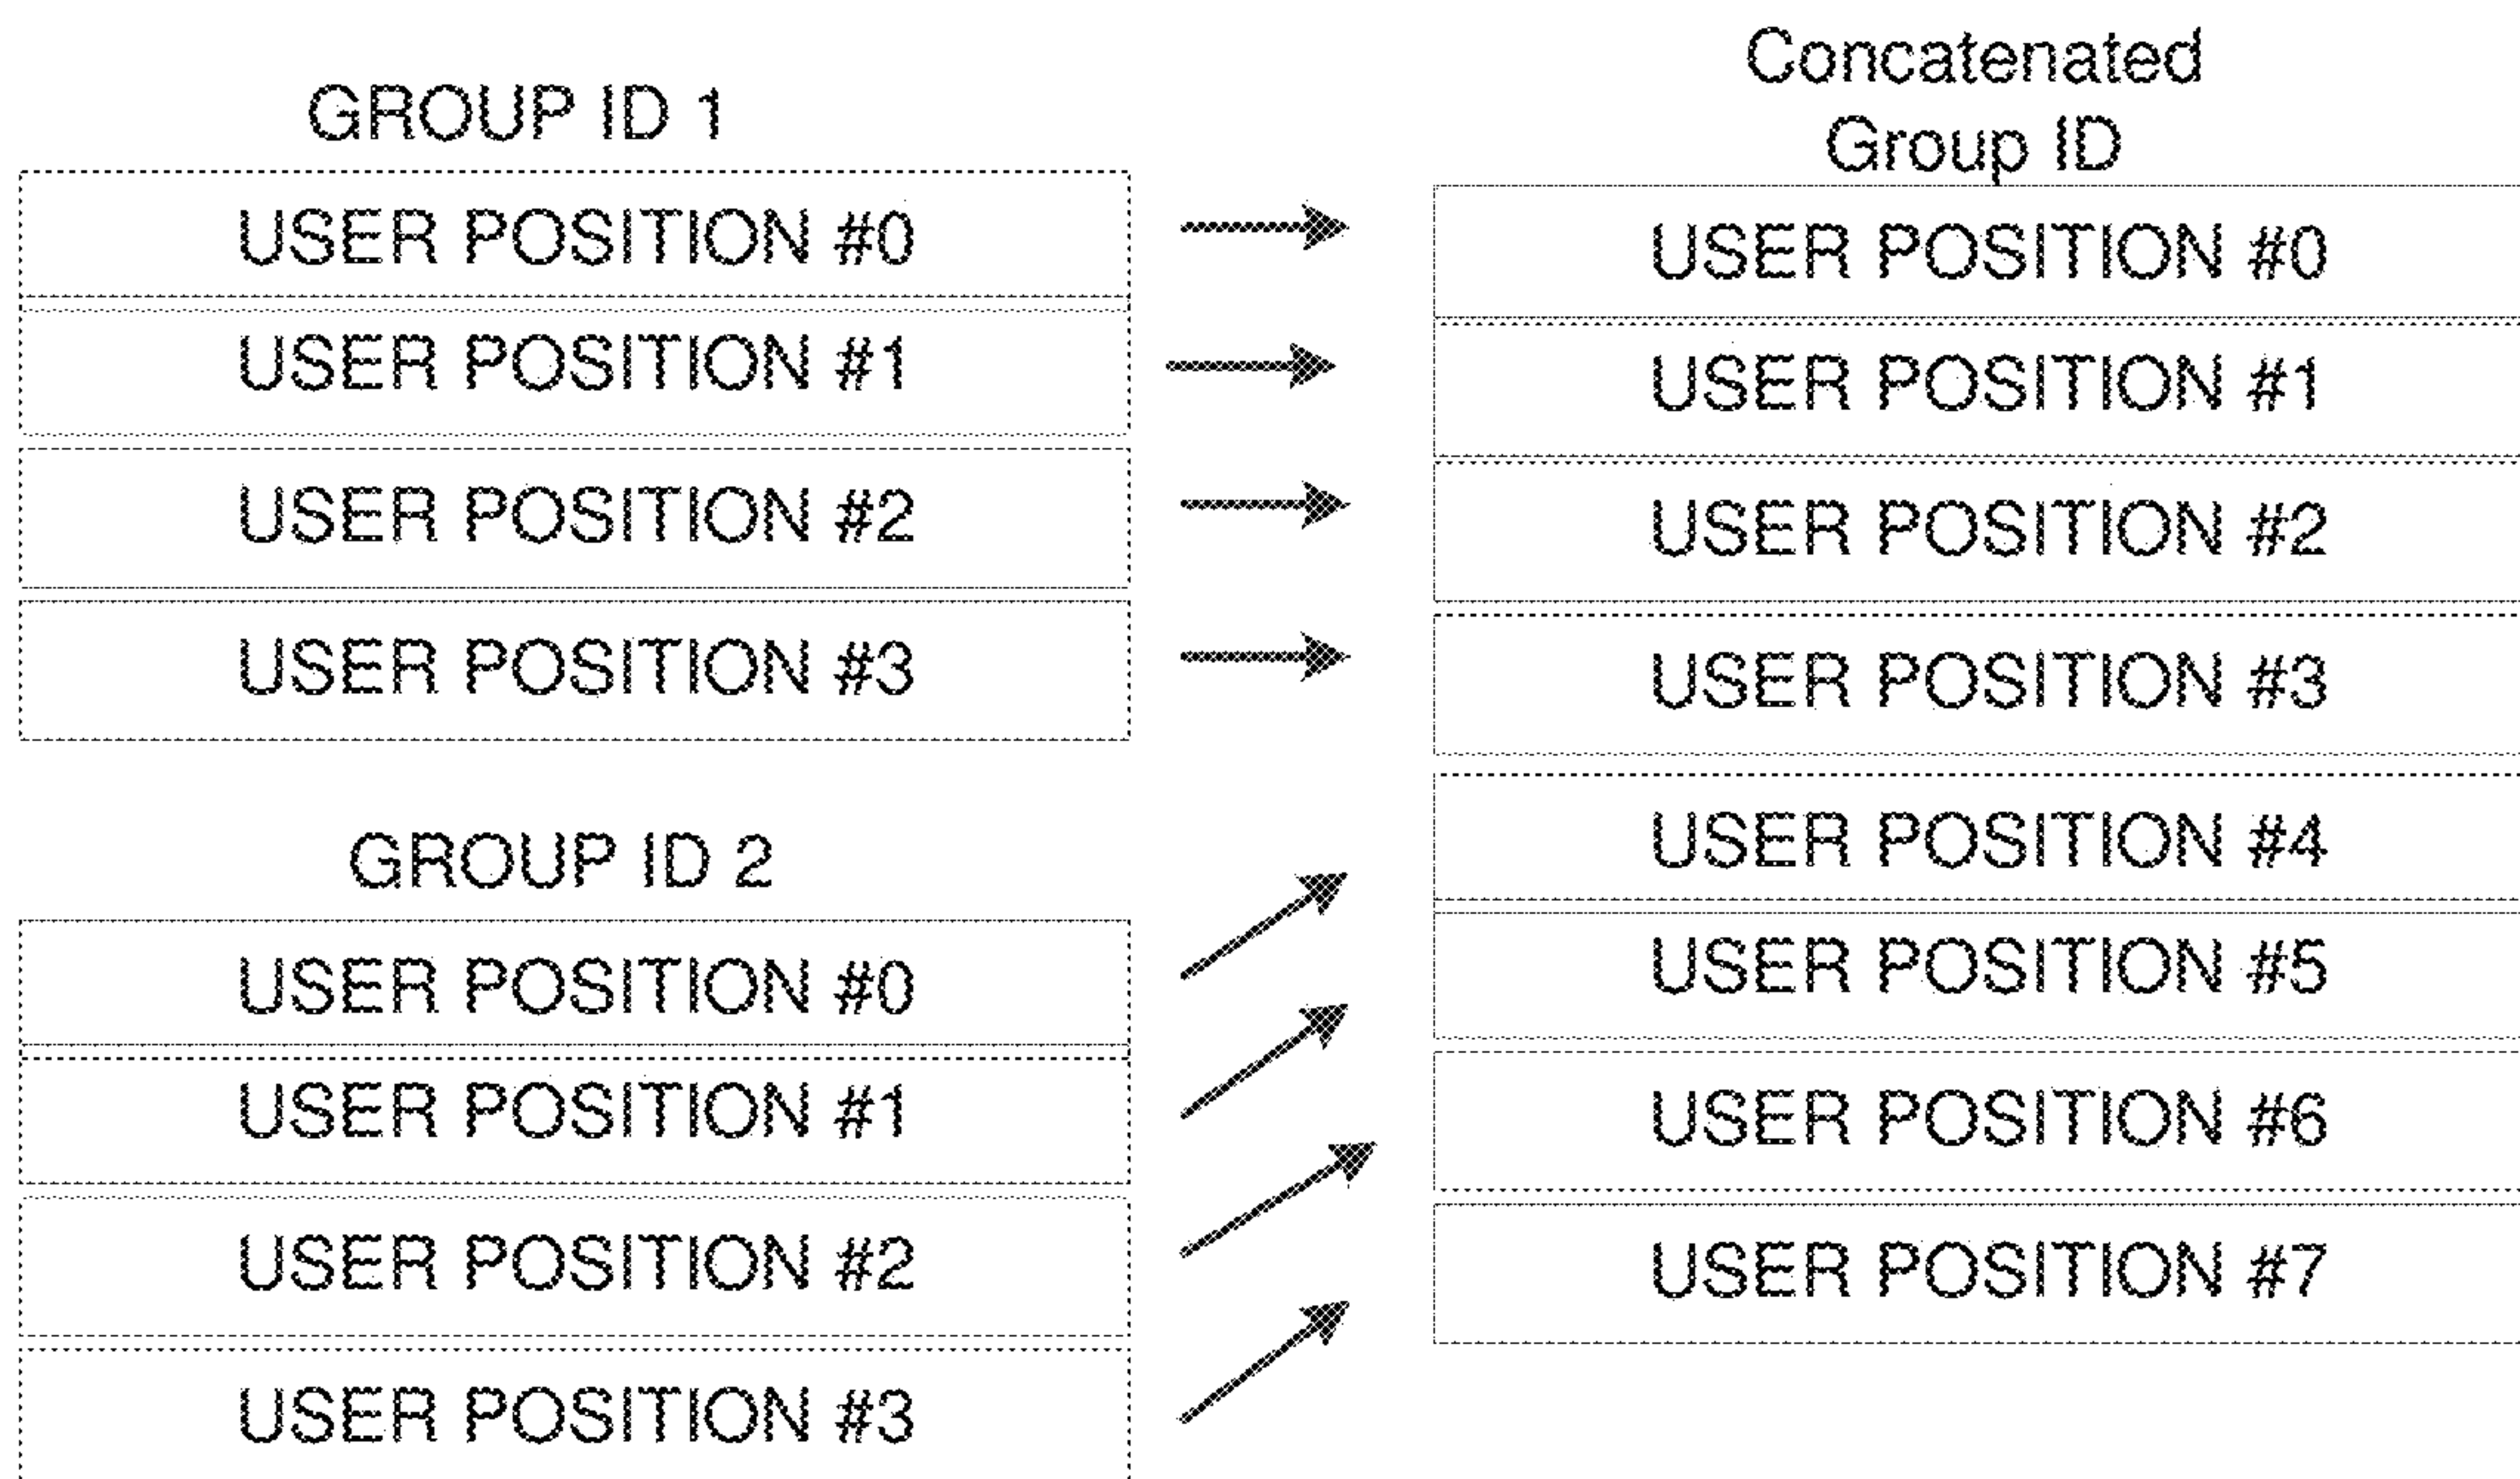 GROUP ID 1
USER POSITION #0
USER POSITION #1
USER POSITION #2
USER POSITION #3
GROUP ID 2
USER POSITION #0
USER POSITION #1
USER POSITION #2
USER POSITION #3
Concatenated
Group ID
USER POSITION #0
USER POSITION #1
USER POSITION #2
USER POSITION #3
USER POSITION #4
USER POSITION #5
USER POSITION #6
USER POSITION #7